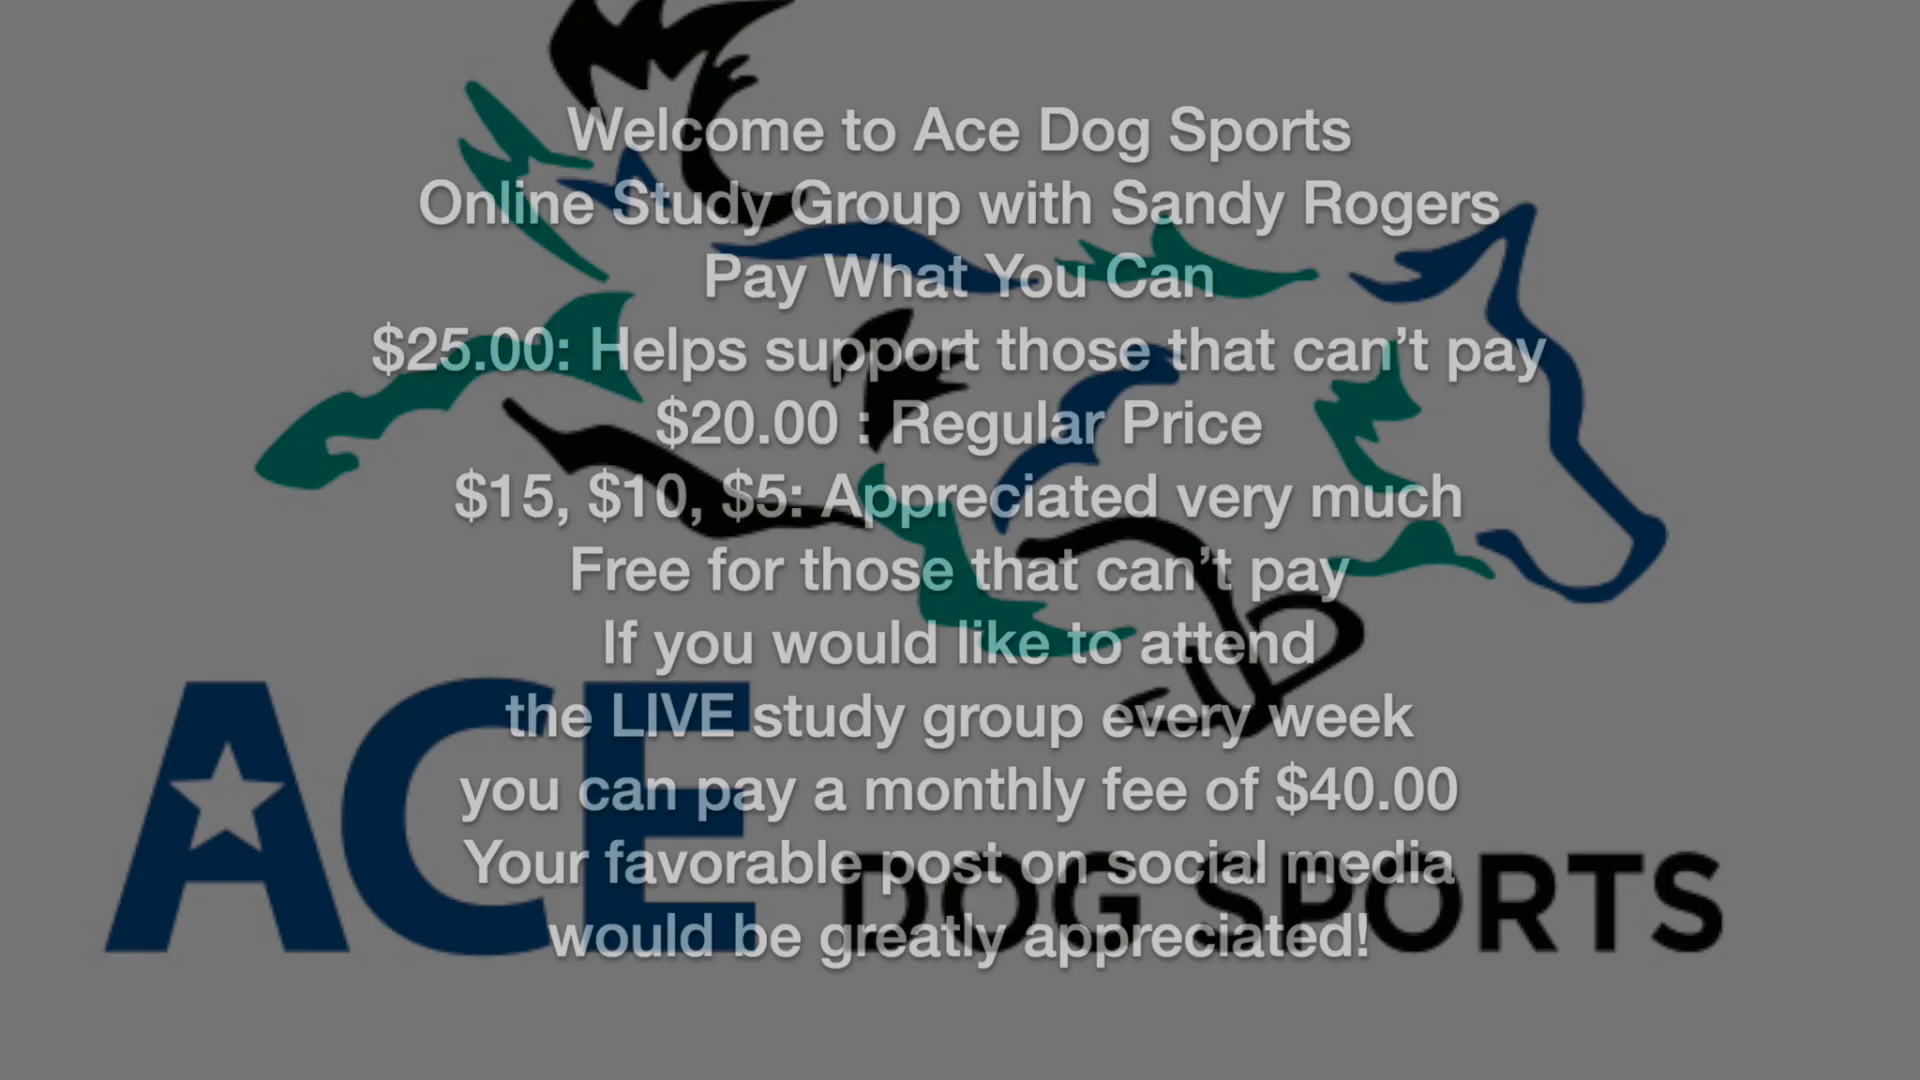 Welcome to Ace Dog Sports
Online Study Group with Sandy Rogers
Pay What You Can
$25.00: Helps support those that can’t pay
$20.00 : Regular Price
$15, $10, $5: Appreciated very much
Free for those that can’t pay
If you would like to attend
the LIVE study group every week
you can pay a monthly fee of $40.00
Your favorable post on social media
would be greatly appreciated!
ACE DOG SPORTS